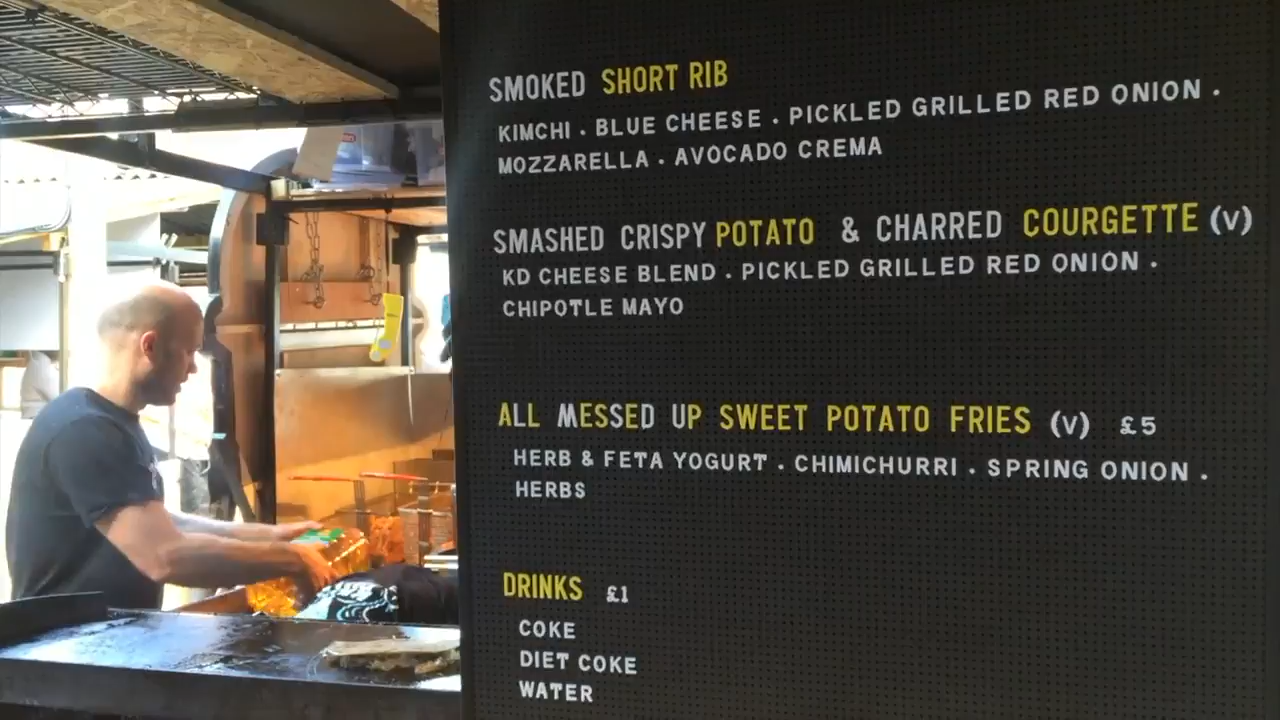 SMOKED SHORT RIB
KIMCHI . BLUE CHEESE . PICKLED GRILLED RED ONION .
MOZZARELLA . AVOCADO CREMA
SMASHED CRISPY POTATO & CHARRED COURGETTE (V)
KD CHEESE BLEND . PICKLED GRILLED RED ONION .
CHIPOTLE MAYO
ALL MESSED UP SWEET POTATO FRIES (V) £5
HERB & FETA YOGURT . CHIMICHURRI . SPRING ONION .
HERBS
DRINKS £1
COKE
DIET COKE
WATER